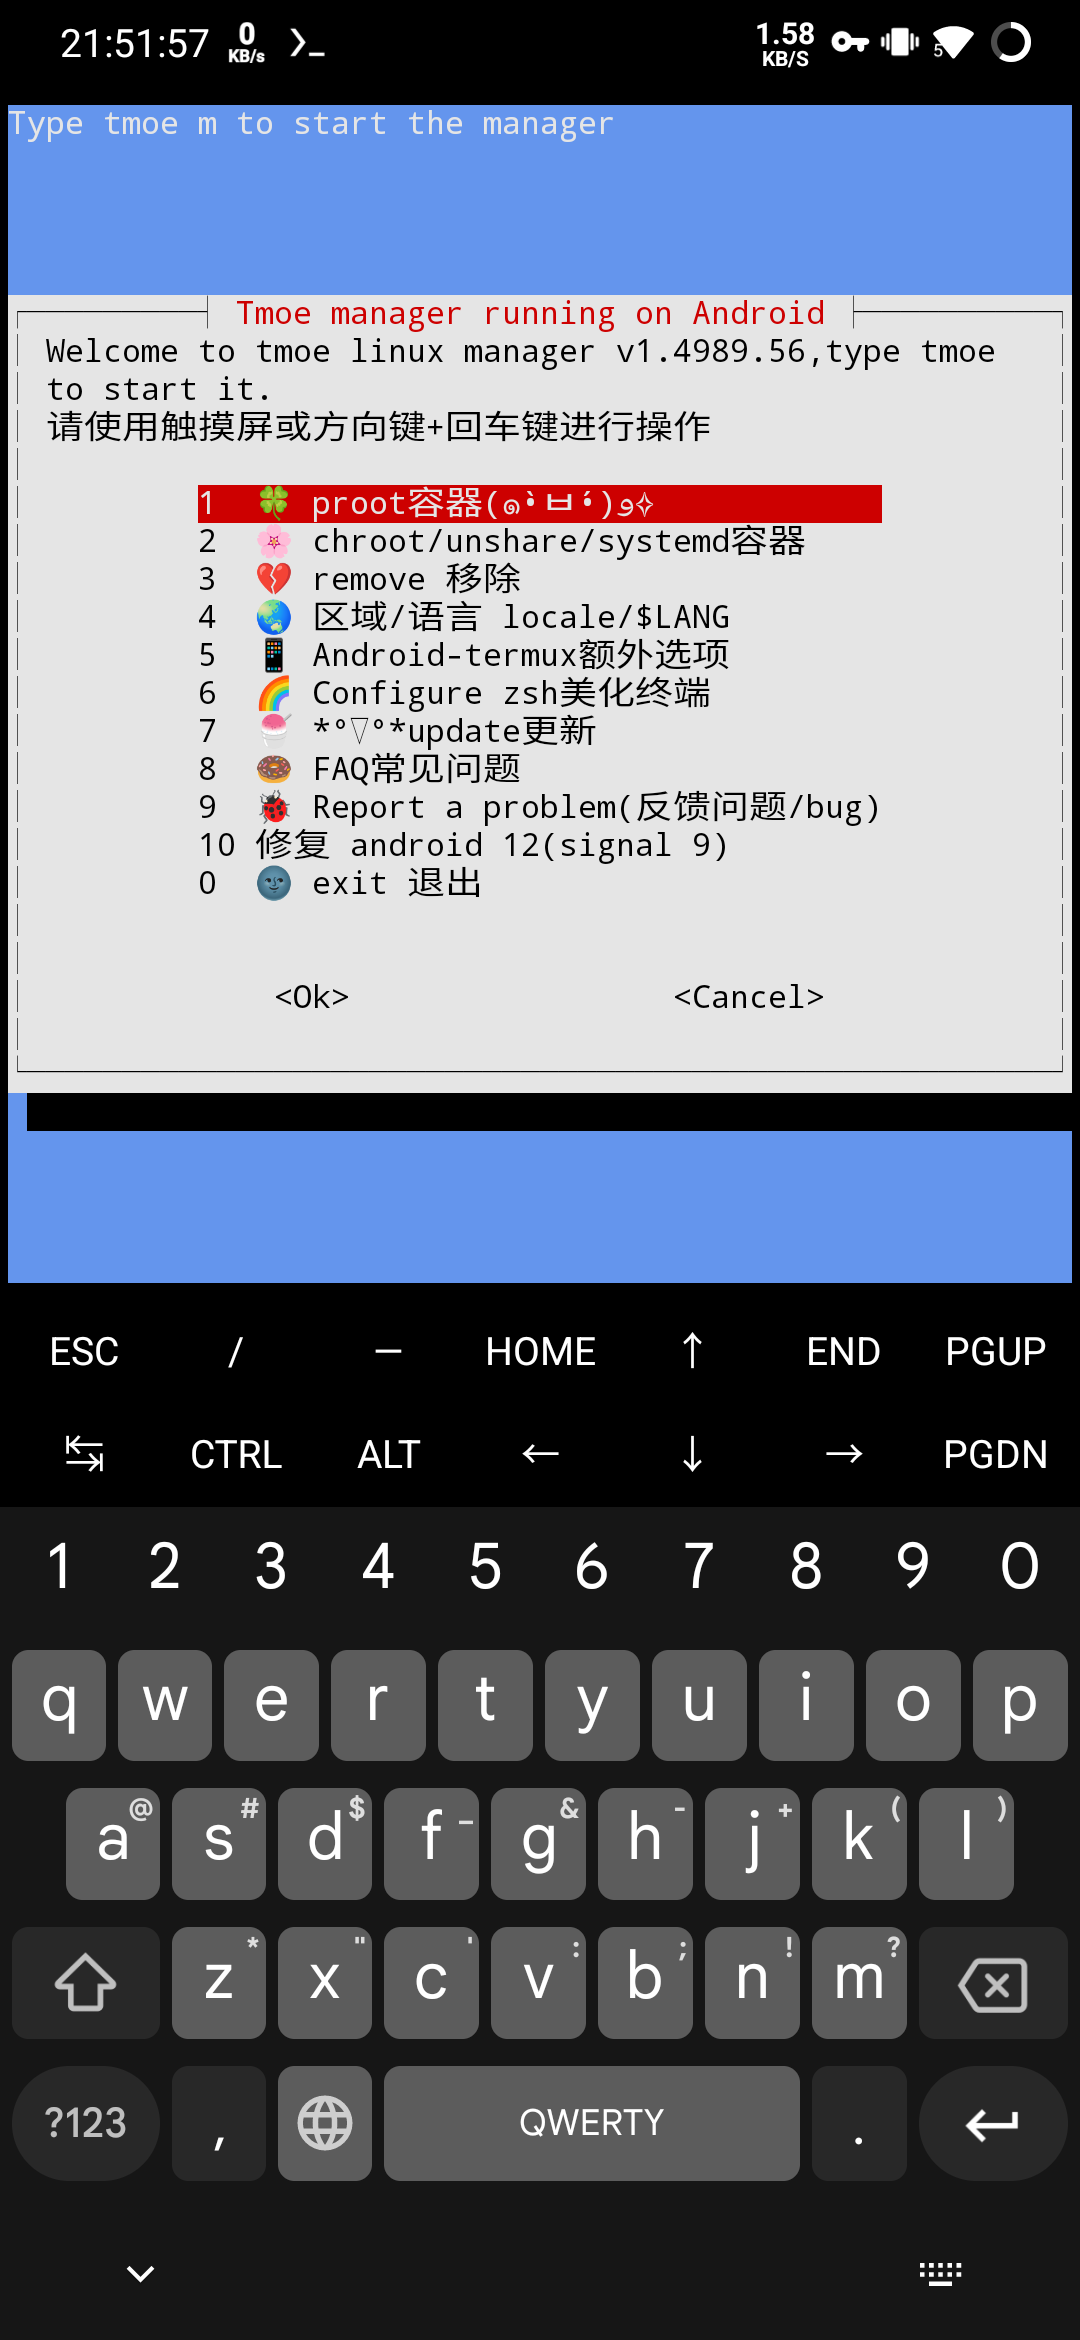 21:51:57 0 KB/s 1.58 KB/S 5
Type tmoe m to start the manager
Tmoe manager running on Android
Welcome to tmoe linux manager v1.4989.56,type tmoe
to start it.
请使用触摸屏或方向键+回车键进行操作
1 🍀 proot容器(๑•̀ㅂ•́)و✧
2 🌸 chroot/unshare/systemd容器
3 💔 remove 移除
4 🌏 区域/语言 locale/$LANG
5 📱 Android-termux额外选项
6 🌈 Configure zsh美化终端
7 🍧 *°▽°*update更新
8 🍩 FAQ常见问题
9 🐞 Report a problem(反馈问题/bug)
10 修复 android 12(signal 9)
0 🌚 exit 退出
<Ok> <Cancel>
ESC / — HOME ↑ END PGUP
↹ CTRL ALT ← ↓ → PGDN
1 2 3 4 5 6 7 8 9 0
q w e r t y u i o p
a @ s # d $ f _ g & h - j + k ( l )
z * x " c ' v : b ; n ! m ?
?123 , QWERTY .